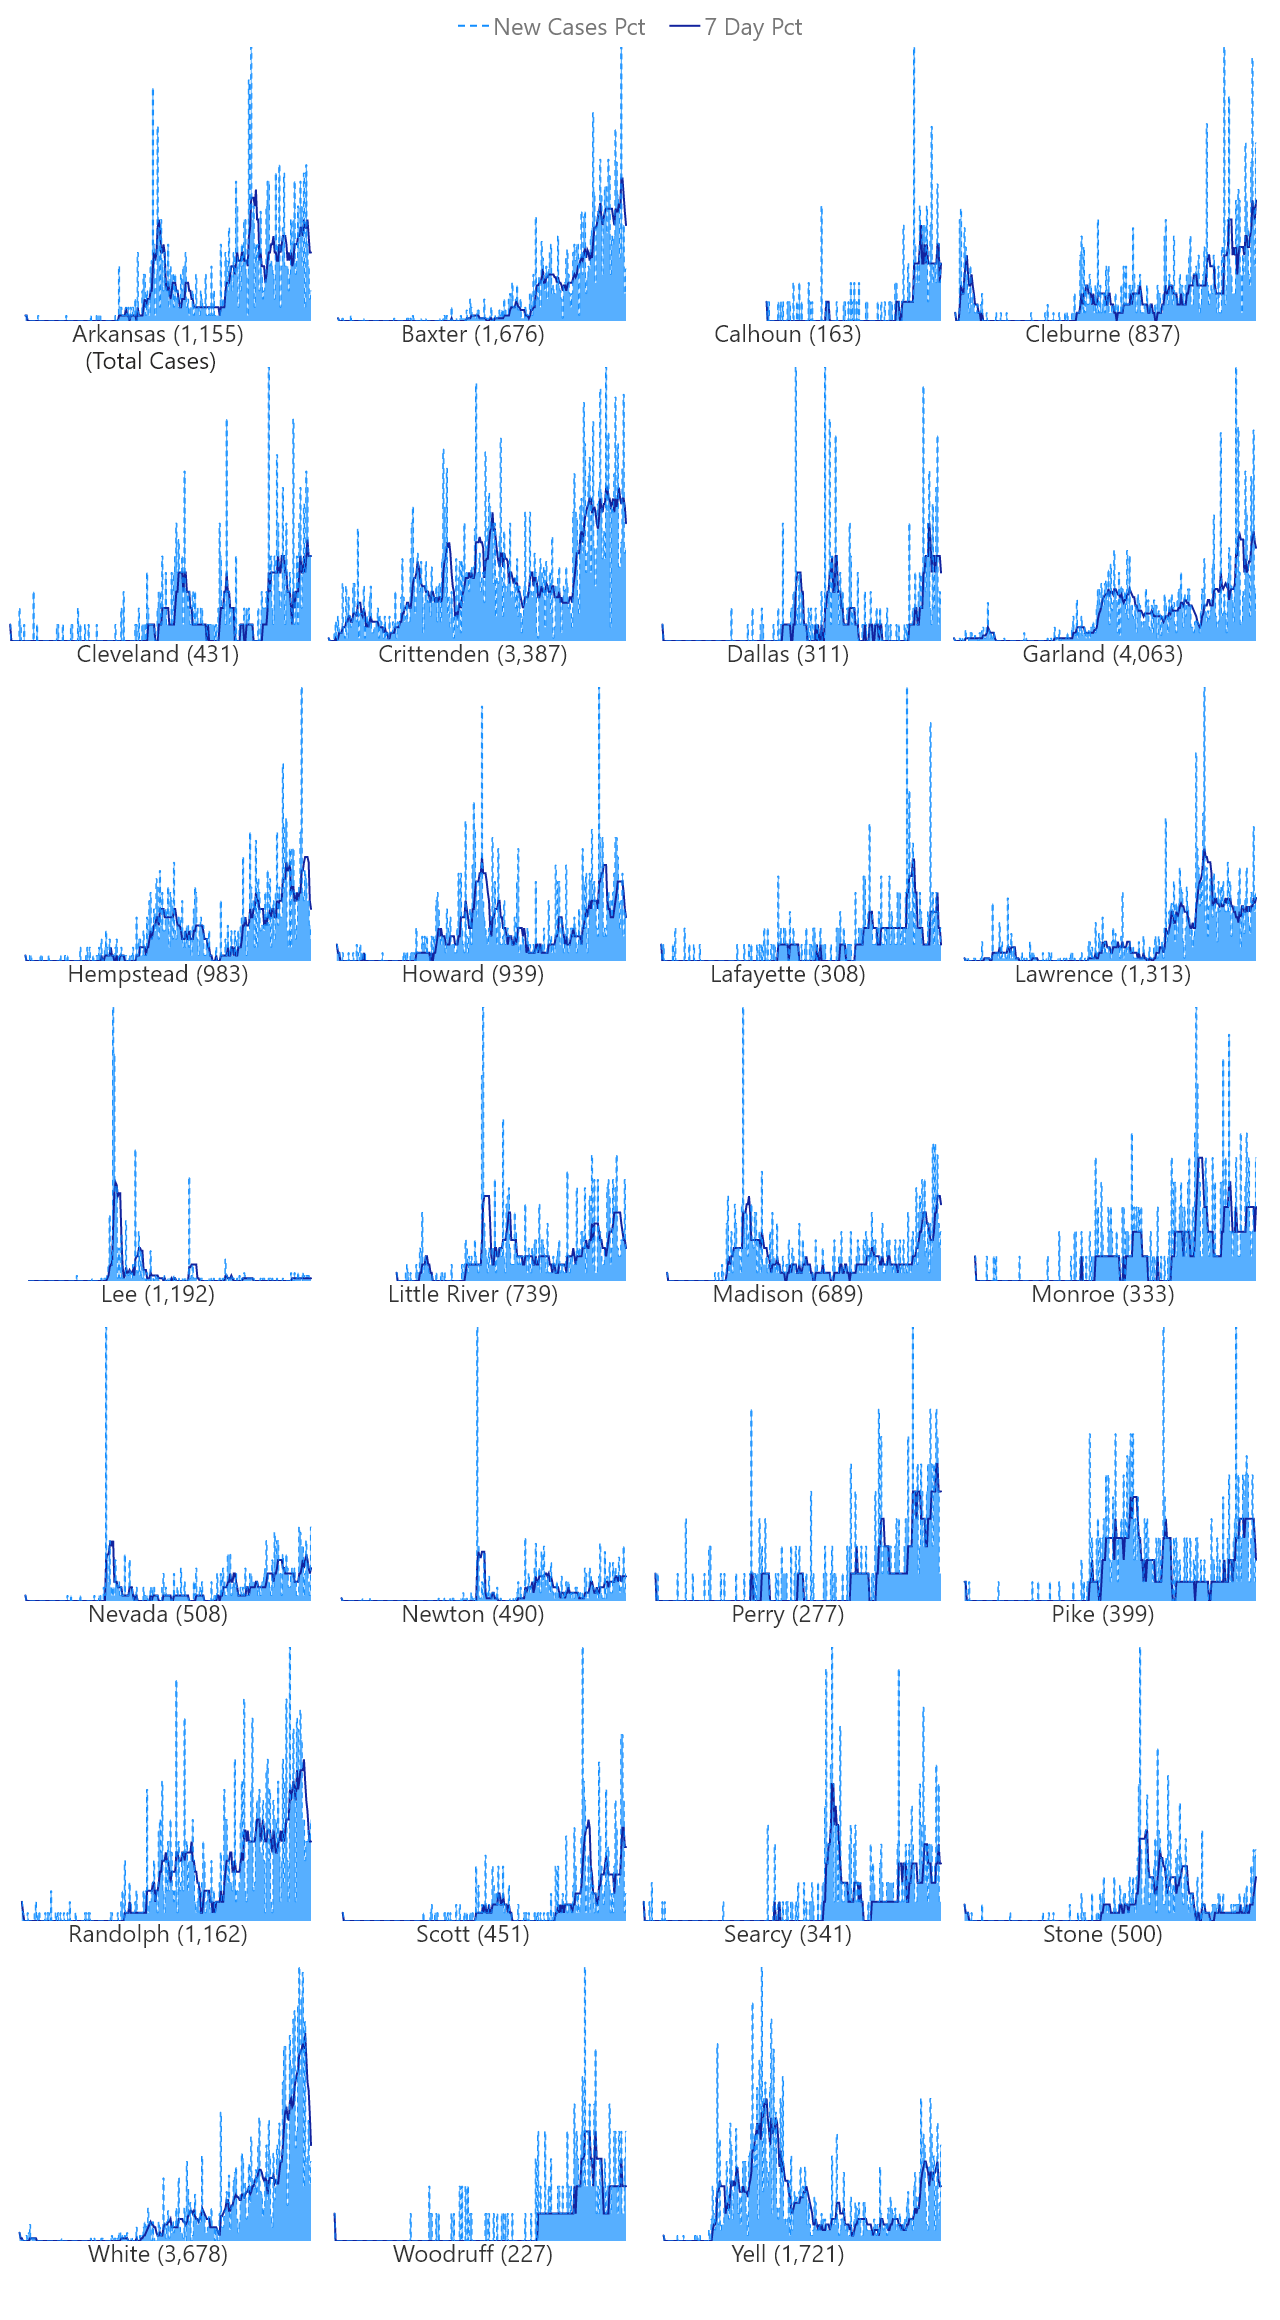 New Cases Pct 7 Day Pct
Arkansas (1,155) Baxter (1,676) Calhoun (163) Cleburne (837)
(Total Cases)
Cleveland (431) Crittenden (3,387) Dallas (311) Garland (4,063)
Hempstead (983) Howard (939) Lafayette (308) Lawrence (1,313)
Lee (1,192) Little River (739) Madison (689) Monroe (333)
Nevada (508) Newton (490) Perry (277) Pike (399)
Randolph (1,162) Scott (451) Searcy (341) Stone (500)
White (3,678) Woodruff (227) Yell (1,721)